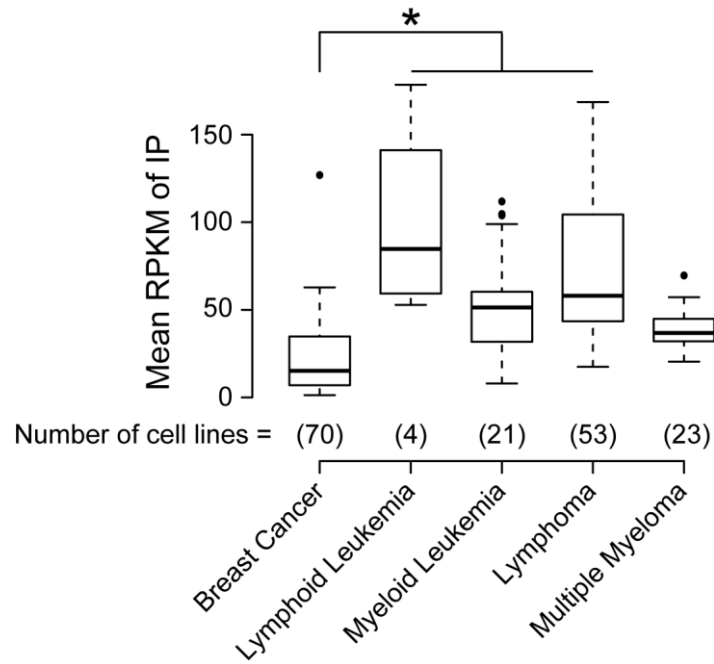 *
Mean RPKM of IP
150
100
50
0
Number of cell lines = (70) (4) (21) (53) (23)
Breast Cancer
Lymphoid Leukemia
Myeloid Leukemia
Lymphoma
Multiple Myeloma